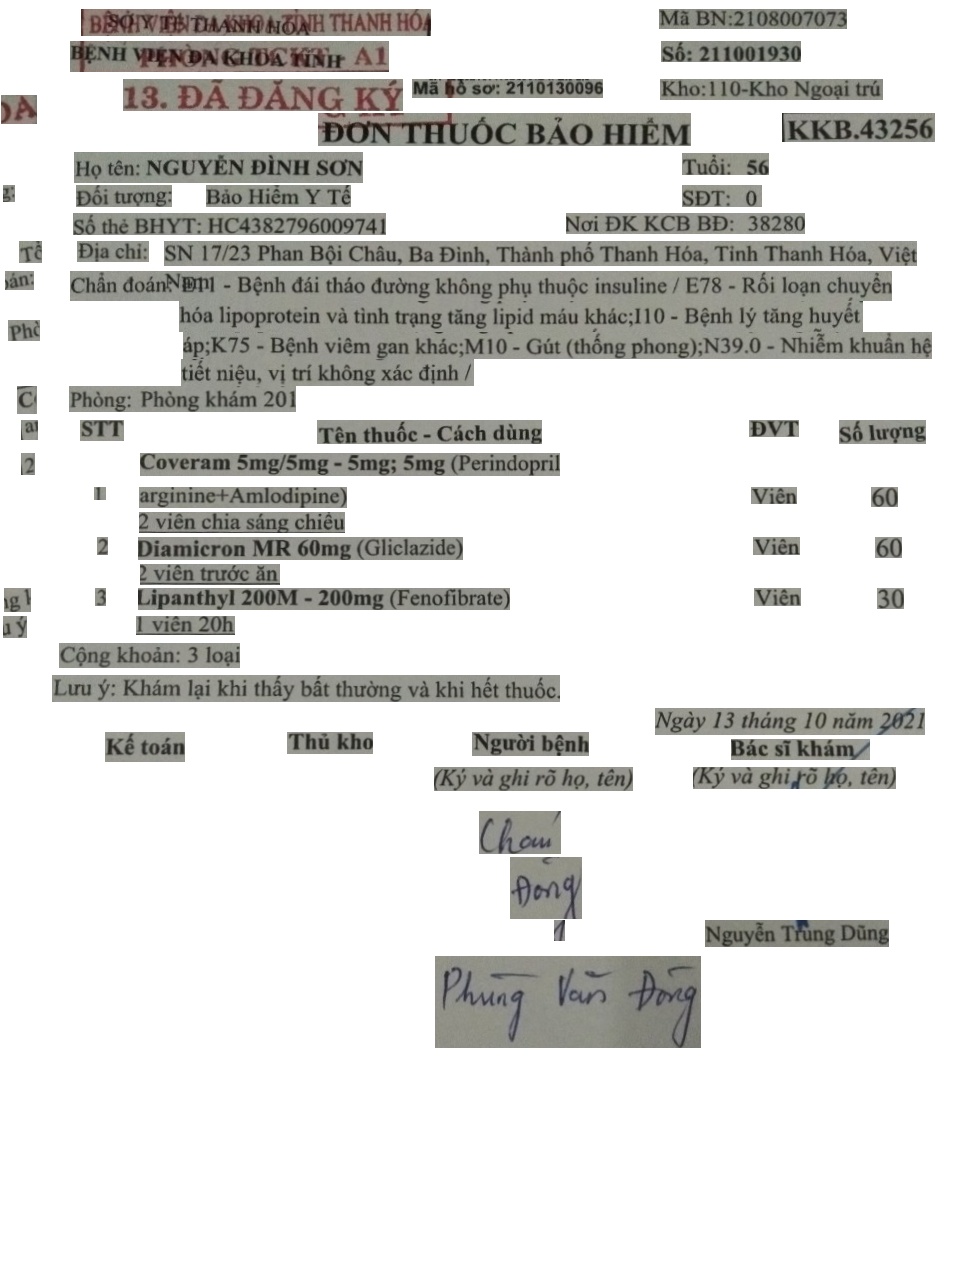 BỆNH VIỆN ĐA KHOA TỈNH THANH HÓA
SỞ Y TẾ THANH HÓA
Mã BN:2108007073
BỆNH VIỆN ĐA KHOA TỈNH
A1
Số: 211001930
13. ĐÃ ĐĂNG KÝ
Mã hồ sơ: 2110130096
Kho:110-Kho Ngoại trú
ĐƠN THUỐC BẢO HIỂM
KKB.43256
Họ tên: NGUYỄN ĐÌNH SƠN
Tuổi: 56
Đối tượng: Bảo Hiểm Y Tế
SĐT: 0
Số thẻ BHYT: HC4382796009741
Nơi ĐK KCB BĐ: 38280
Địa chỉ: SN 17/23 Phan Bội Châu, Ba Đình, Thành phố Thanh Hóa, Tỉnh Thanh Hóa, Việt
Nam
Chẩn đoán: E11 - Bệnh đái tháo đường không phụ thuộc insuline / E78 - Rối loạn chuyển
hóa lipoprotein và tình trạng tăng lipid máu khác;I10 - Bệnh lý tăng huyết
áp;K75 - Bệnh viêm gan khác;M10 - Gút (thống phong);N39.0 - Nhiễm khuẩn hệ
tiết niệu, vị trí không xác định /
Phòng: Phòng khám 201
STT Tên thuốc - Cách dùng ĐVT Số lượng
Coveram 5mg/5mg - 5mg; 5mg (Perindopril
1 arginine+Amlodipine) Viên 60
2 viên chia sáng chiều
2 Diamicron MR 60mg (Gliclazide) Viên 60
2 viên trước ăn
3 Lipanthyl 200M - 200mg (Fenofibrate) Viên 30
1 viên 20h
Cộng khoản: 3 loại
Lưu ý: Khám lại khi thấy bất thường và khi hết thuốc.
Ngày 13 tháng 10 năm 2021
Kế toán Thủ kho Người bệnh Bác sĩ khám
(Ký và ghi rõ họ, tên) (Ký và ghi rõ họ, tên)
Đông
Nguyễn Trung Dũng
Phùng Văn Đông